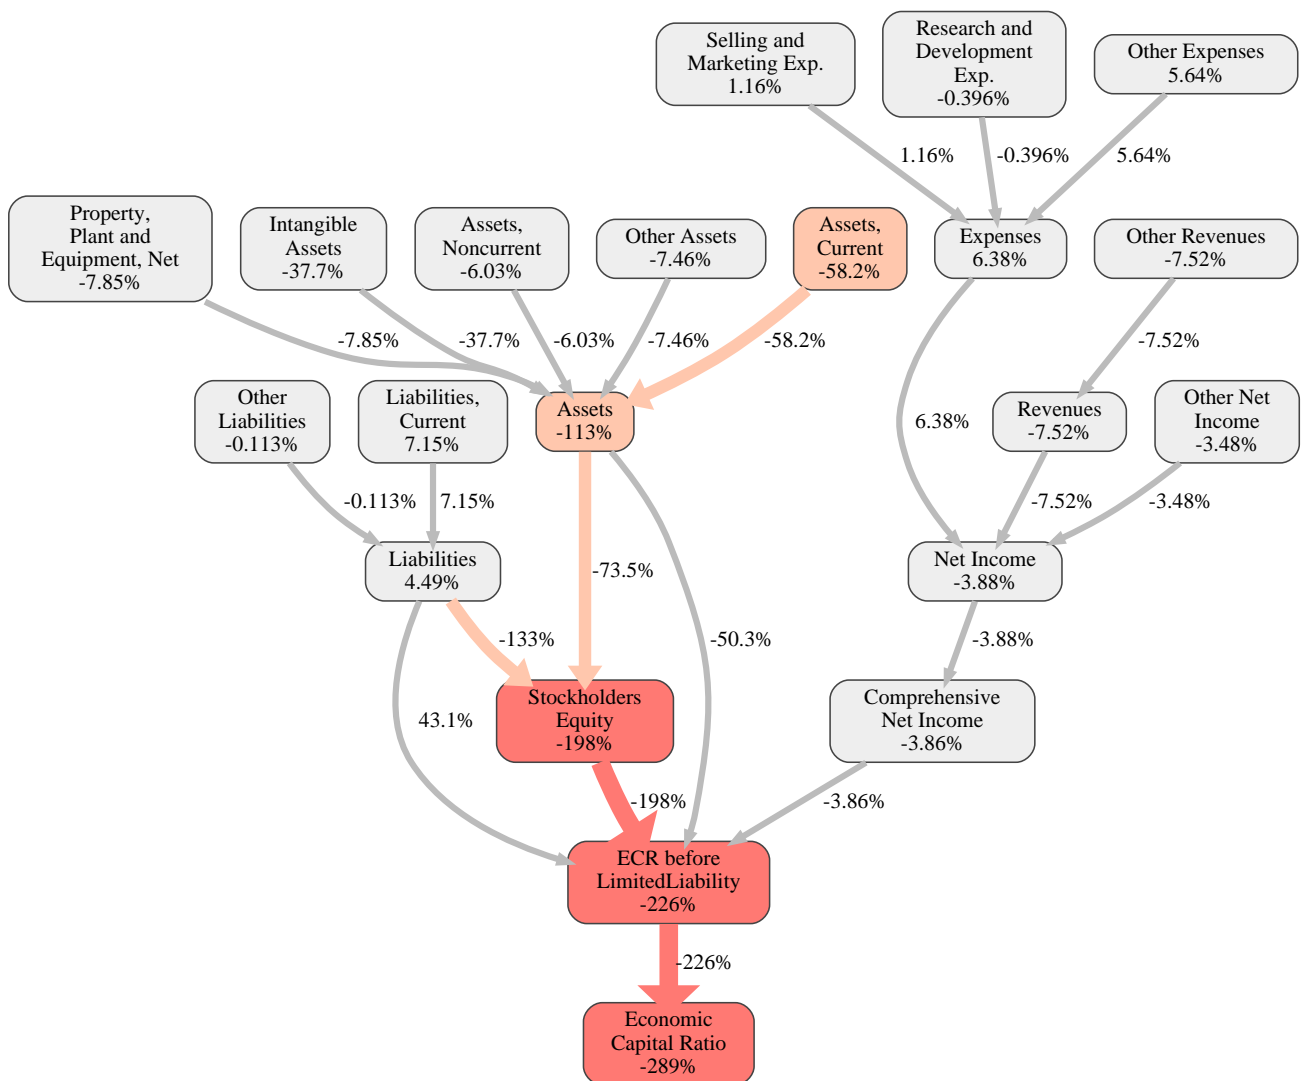 Selling and
Marketing Exp.
1.16%
Research and
Development
Exp.
-0.396%
Other Expenses
5.64%
1.16%
-0.396%
5.64%
Property,
Plant and
Equipment, Net
-7.85%
Intangible
Assets
-37.7%
Assets,
Noncurrent
-6.03%
Other Assets
-7.46%
Assets,
Current
-58.2%
Expenses
6.38%
Other Revenues
-7.52%
-7.85%
-37.7%
-6.03%
-7.46%
-58.2%
-7.52%
Other
Liabilities
-0.113%
Liabilities,
Current
7.15%
Assets
-113%
6.38%
Revenues
-7.52%
Other Net
Income
-3.48%
-0.113%
7.15%
-7.52%
-3.48%
Liabilities
4.49%
-73.5%
Net Income
-3.88%
-133%
-50.3%
-3.88%
43.1%
Stockholders
Equity
-198%
Comprehensive
Net Income
-3.86%
-198%
-3.86%
ECR before
LimitedLiability
-226%
-226%
Economic
Capital Ratio
-289%